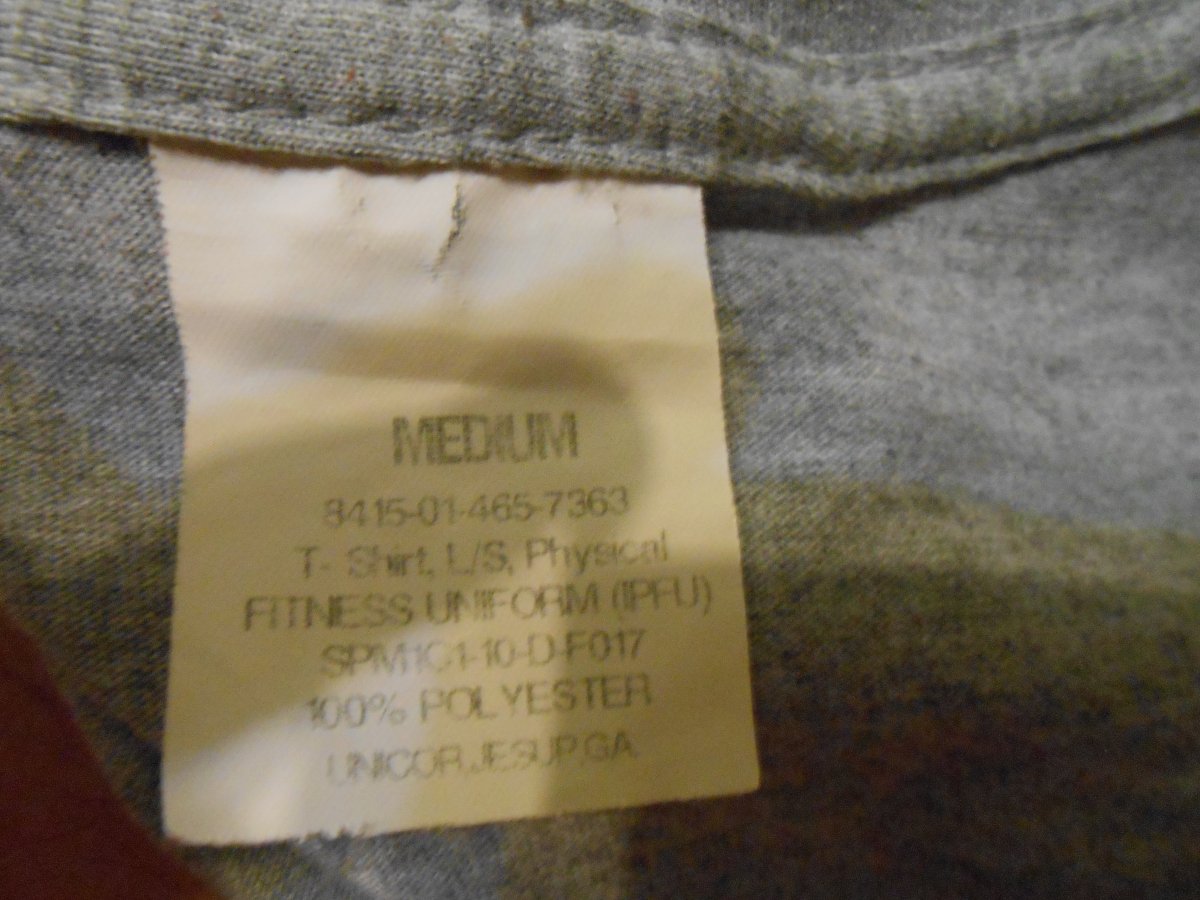 MEDIUM
8415-01-465-7363
T- Shirt, L/S, Physical
FITNESS UNIFORM (IPFU)
SPM1C1-10-D-F017
100% POLYESTER
UNICOR, JESUP, GA.